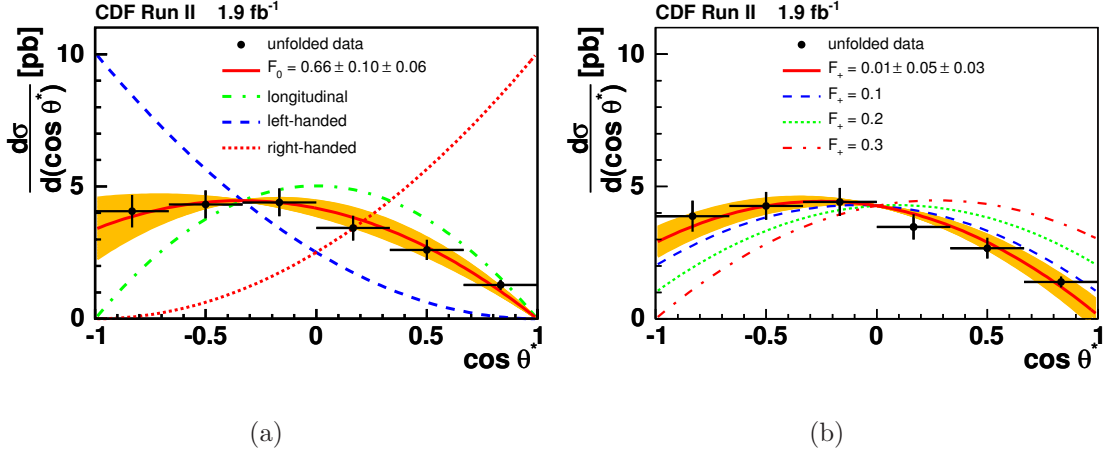 CDF Run II 1.9 fb⁻¹
dσ
d(cos θ*)
[pb]
10
5
0
unfolded data
F₀ = 0.66 ± 0.10 ± 0.06
longitudinal
left-handed
right-handed
-1 -0.5 0 0.5 1
cos θ*
(a)
CDF Run II 1.9 fb⁻¹
dσ
d(cos θ*)
[pb]
10
5
0
unfolded data
F₊ = 0.01 ± 0.05 ± 0.03
F₊ = 0.1
F₊ = 0.2
F₊ = 0.3
-1 -0.5 0 0.5 1
cos θ*
(b)